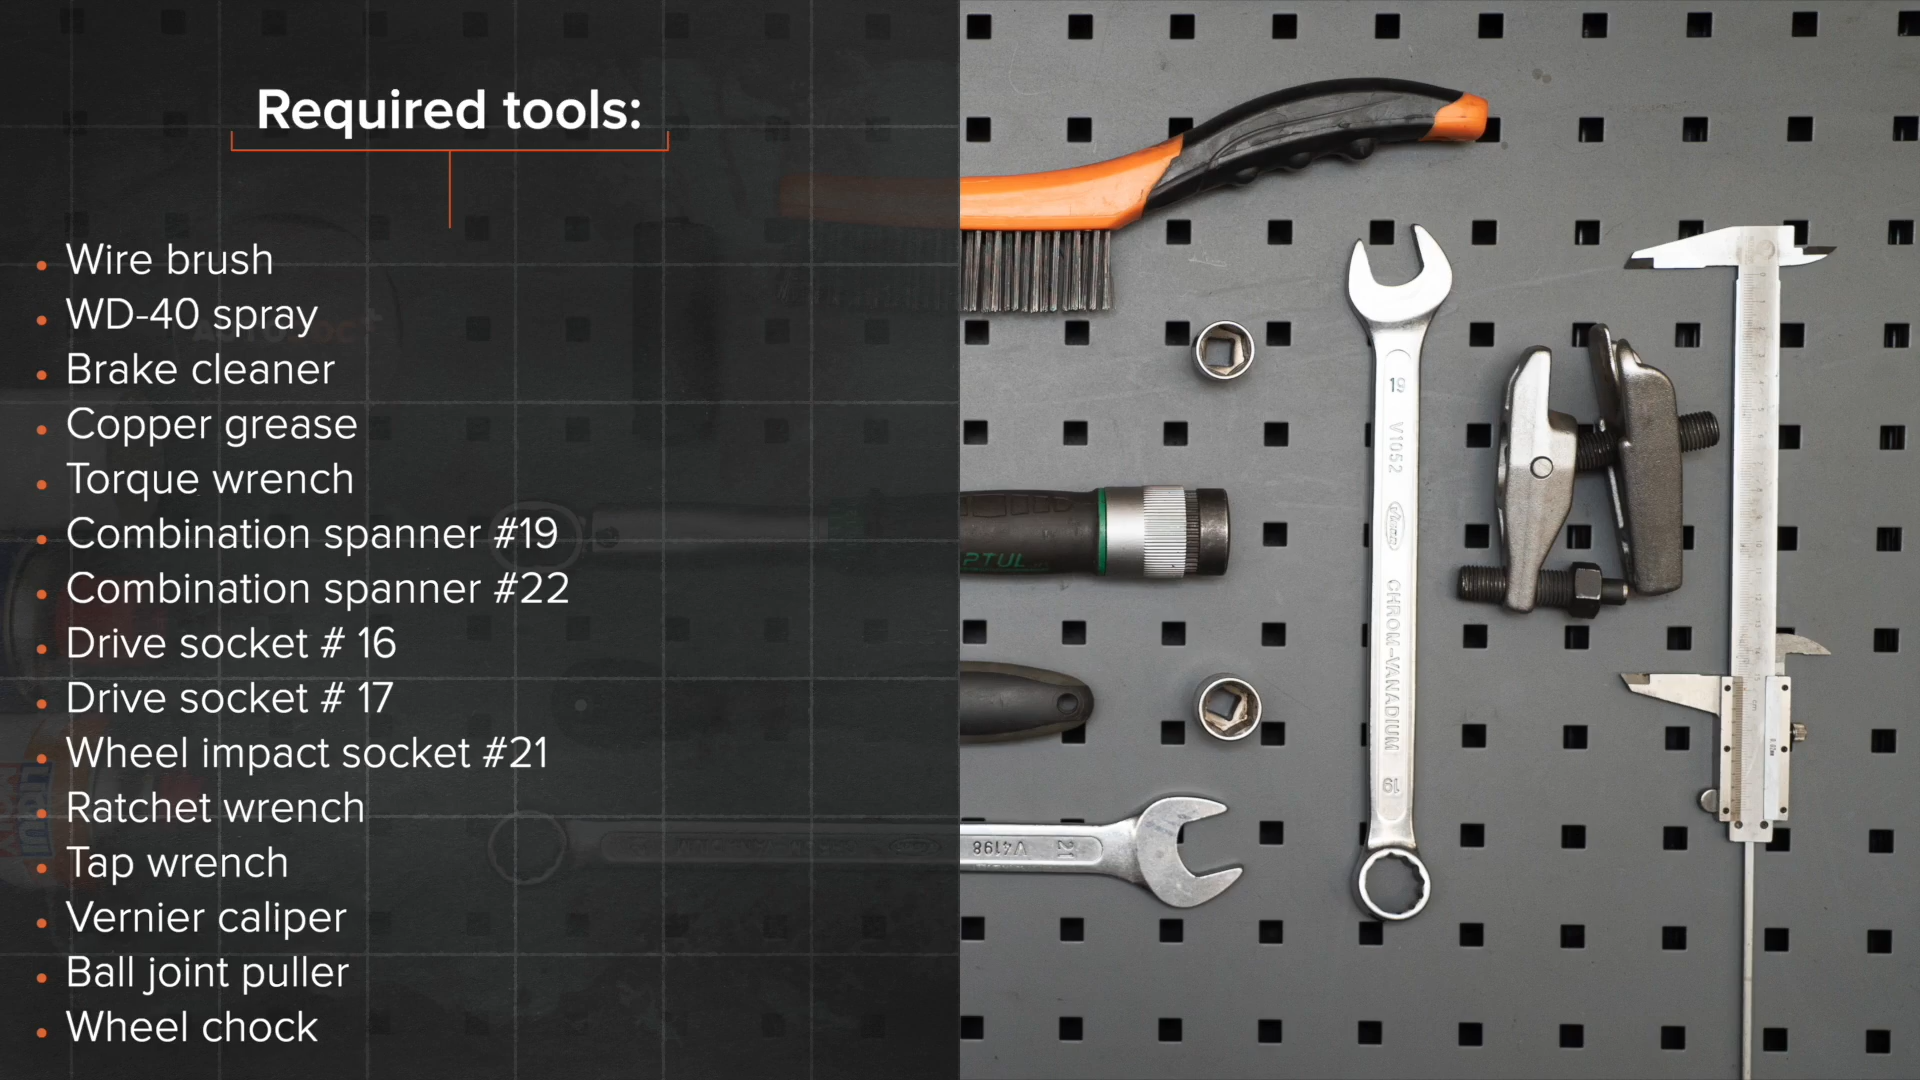 Required tools:
Wire brush
WD-40 spray
Brake cleaner
Copper grease
Torque wrench
Combination spanner #19
Combination spanner #22
Drive socket # 16
Drive socket # 17
Wheel impact socket #21
Ratchet wrench
Tap wrench
Vernier caliper
Ball joint puller
Wheel chock
19
V1052
CHROM-VANADIUM
19
PTUL
V4198
21